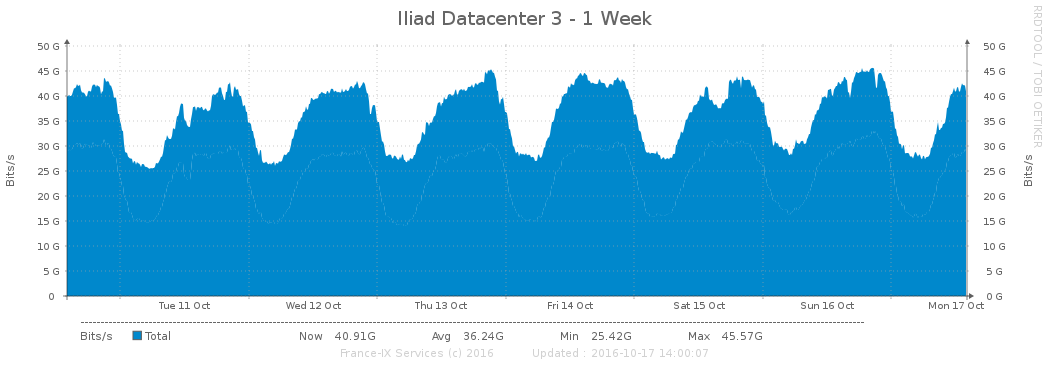 Iliad Datacenter 3 - 1 Week
RRDTOOL / TOBI OETIKER
50 G 50 G
45 G 45 G
40 G 40 G
35 G 35 G
30 G 30 G
25 G 25 G
20 G 20 G
15 G 15 G
10 G 10 G
5 G 5 G
0 0 G
Bits/s Bits/s
Tue 11 Oct Wed 12 Oct Thu 13 Oct Fri 14 Oct Sat 15 Oct Sun 16 Oct Mon 17 Oct
Bits/s Total Now 40.91G Avg 36.24G Min 25.42G Max 45.57G
France-IX Services (c) 2016 Updated : 2016-10-17 14:00:07